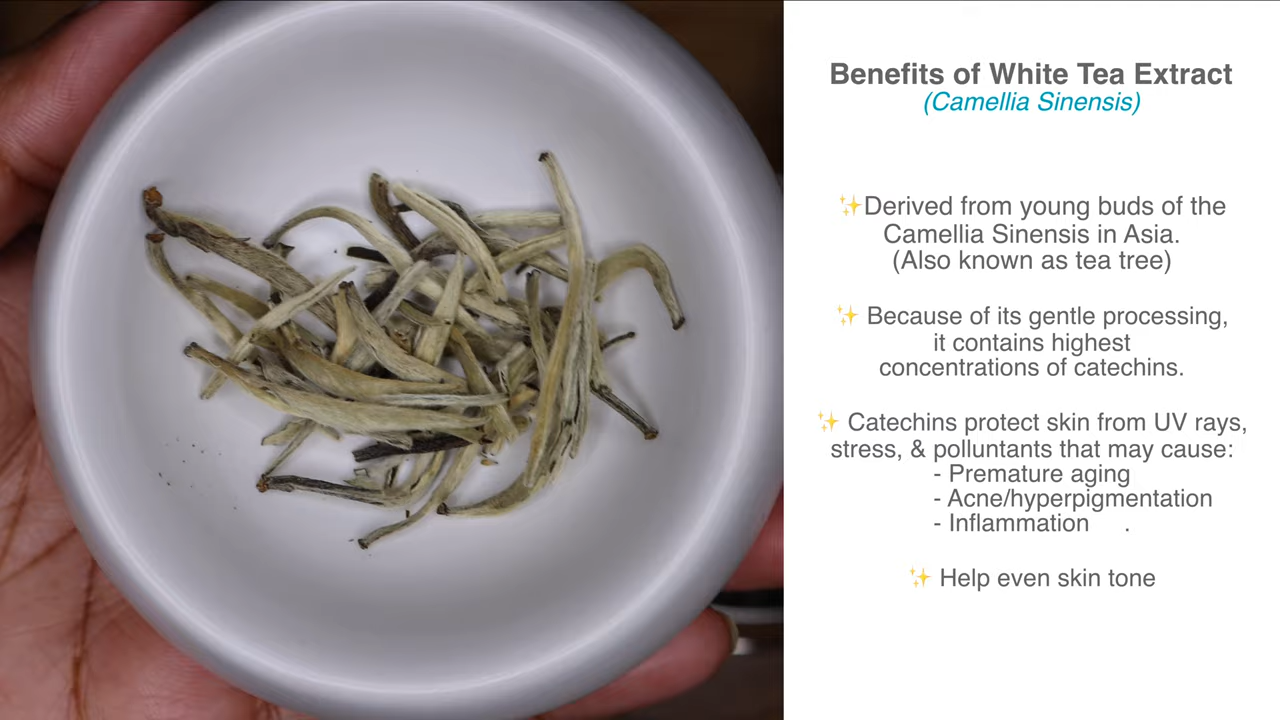 Benefits of White Tea Extract
(Camellia Sinensis)
✨Derived from young buds of the
Camellia Sinensis in Asia.
(Also known as tea tree)
✨ Because of its gentle processing,
it contains highest
concentrations of catechins.
✨ Catechins protect skin from UV rays,
stress, & polluntants that may cause:
- Premature aging
- Acne/hyperpigmentation
- Inflammation .
✨ Help even skin tone